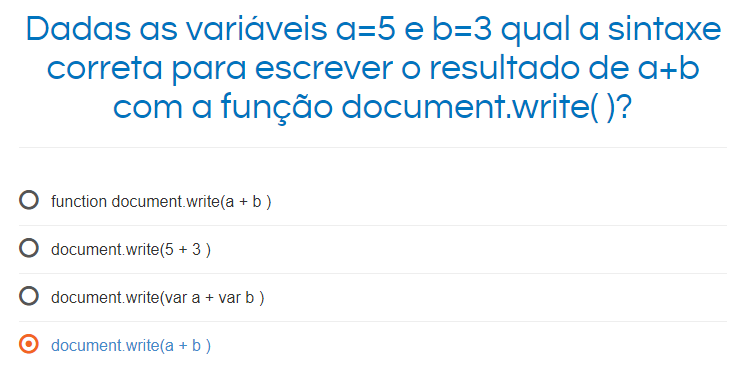 Dadas as variáveis a=5 e b=3 qual a sintaxe
correta para escrever o resultado de a+b
com a função document.write( )?
function document.write(a + b )
document.write(5 + 3 )
document.write(var a + var b )
document.write(a + b )